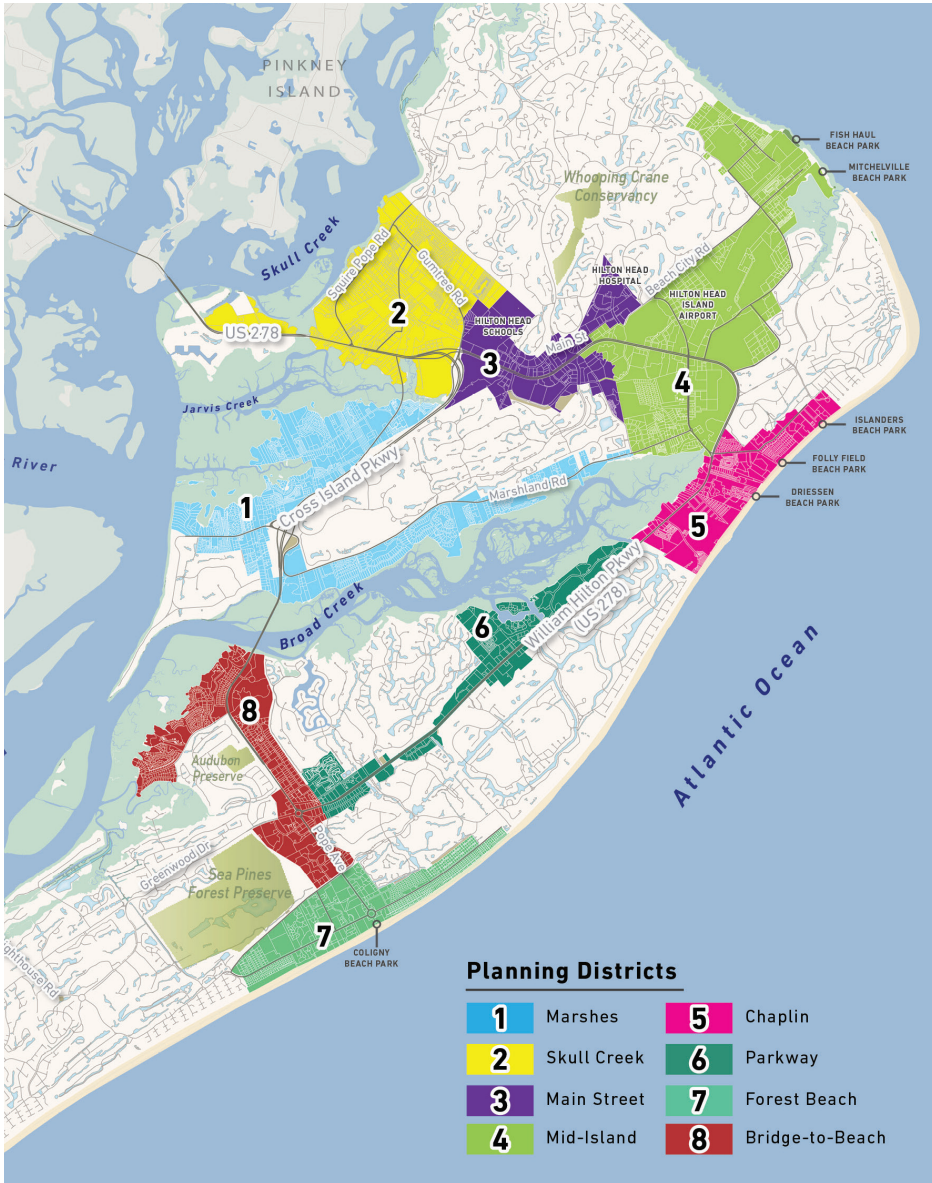 PINKNEY
ISLAND
FISH HAUL
BEACH PARK
MITCHELVILLE
BEACH PARK
Whooping Crane
Conservancy
Skull Creek
Squire Pope Rd
Gumtree Rd
HILTON HEAD
HOSPITAL
Beach City Rd
HILTON HEAD
ISLAND
AIRPORT
2
US 278
HILTON HEAD
SCHOOLS
Main St
3
4
Jarvis Creek
ISLANDERS
BEACH PARK
River
FOLLY FIELD
BEACH PARK
Cross Island Pkwy
Marshland Rd
DRIESSEN
BEACH PARK
1
5
Broad Creek
William Hilton Pkwy
(US 278)
6
Atlantic Ocean
8
Audubon
Preserve
Pope Ave
Greenwood Dr
Sea Pines
Forest Preserve
7
COLIGNY
BEACH PARK
ighthouse Rd
Planning Districts
1 Marshes
2 Skull Creek
3 Main Street
4 Mid-Island
5 Chaplin
6 Parkway
7 Forest Beach
8 Bridge-to-Beach